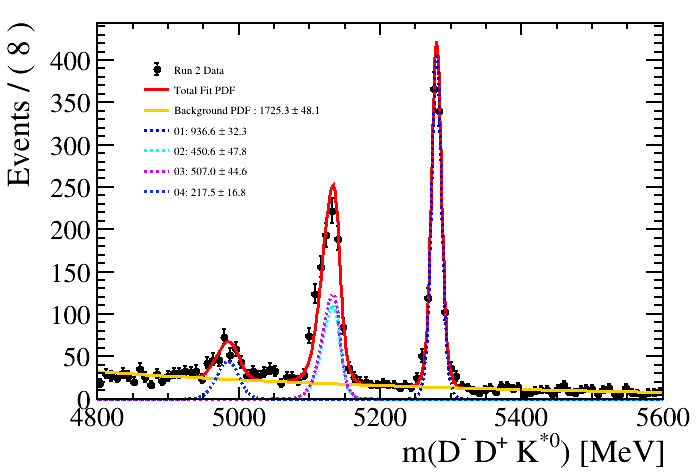 Events / ( 8 )
400
350
300
250
200
150
100
50
0
Run 2 Data
Total Fit PDF
Background PDF : 1725.3 ± 48.1
01: 936.6 ± 32.3
02: 450.6 ± 47.8
03: 507.0 ± 44.6
04: 217.5 ± 16.8
4800 5000 5200 5400 5600
m(D⁻ D⁺ K*⁰) [MeV]